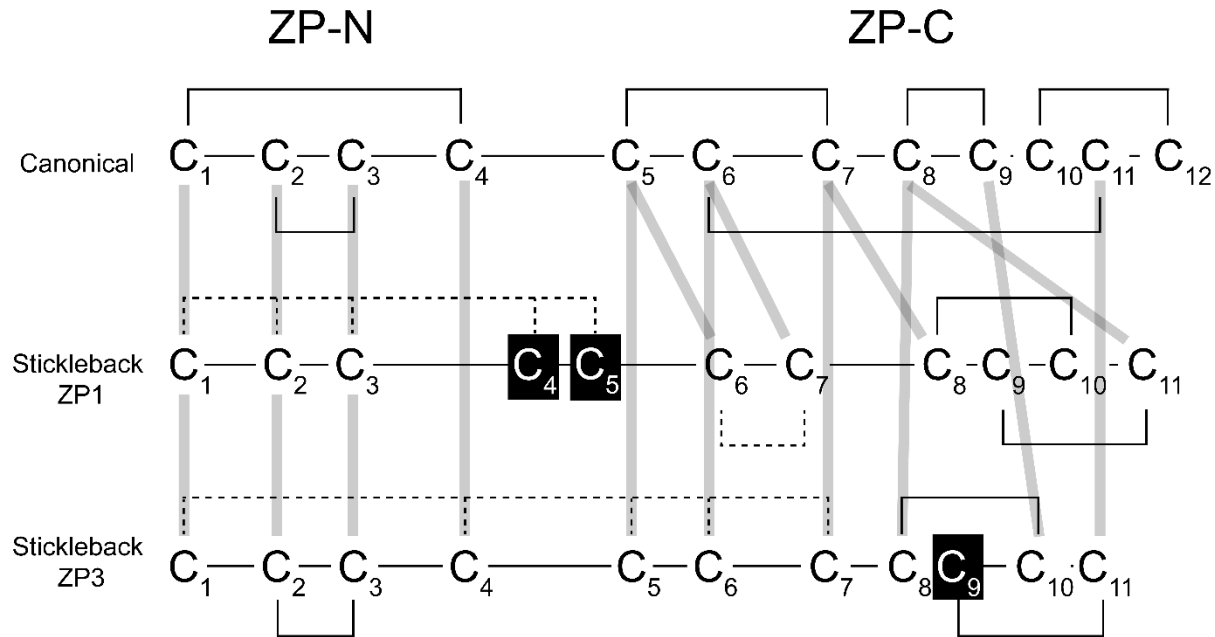 ZP-N ZP-C
Canonical C1 C2 C3 C4 C5 C6 C7 C8 C9 C10 C11 C12
Stickleback
ZP1
C1 C2 C3 C4 C5 C6 C7 C8 C9 C10 C11
Stickleback
ZP3
C1 C2 C3 C4 C5 C6 C7 C8 C9 C10 C11